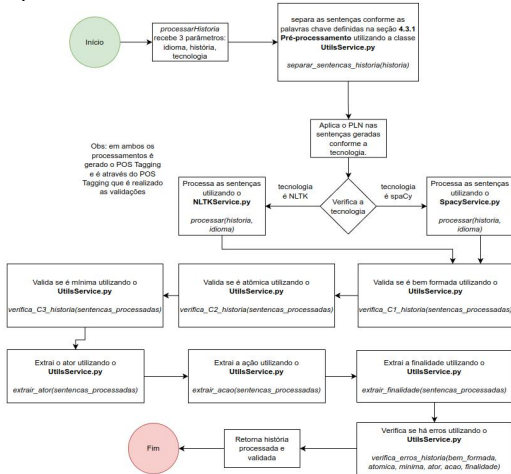 Início
processarHistoria
recebe 3 parâmetros:
idioma, história,
tecnologia
separa as sentenças conforme as
palavras chave definidas na seção 4.3.1
Pré-processamento utilizando a classe
UtilsService.py
separar_sentencas_historia(historia)
Aplica o PLN nas
sentenças geradas
conforme a
tecnologia.
Obs: em ambos os
processamentos é
gerado o POS Tagging
e é através do POS
Tagging que é realizado
as validações
Processa as sentenças
utilizando o
NLTKService.py
processar(historia,
idioma)
tecnologia
é NLTK
Verifica a
tecnologia
tecnologia
é spaCy
Processa as sentenças
utilizando o
SpacyService.py
processar(historia,
idioma)
Valida se é mínima utilizando o
UtilsService.py
verifica_C3_historia(sentencas_processadas)
Valida se é atômica utilizando o
UtilsService.py
verifica_C2_historia(sentencas_processadas)
Valida se é bem formada utilizando o
UtilsService.py
verifica_C1_historia(sentencas_processadas)
Extrai o ator utilizando o
UtilsService.py
extrair_ator(sentencas_processadas)
Extrai a ação utilizando o
UtilsService.py
extrair_acao(sentencas_processadas)
Extrai a finalidade utilizando o
UtilsService.py
extrair_finalidade(sentencas_processadas)
Fim
Retorna história
processada e
validada
Verifica se há erros utilizando o
UtilsService.py
verifica_erros_historia(bem_formada,
atomica, minima, ator, acao, finalidade)